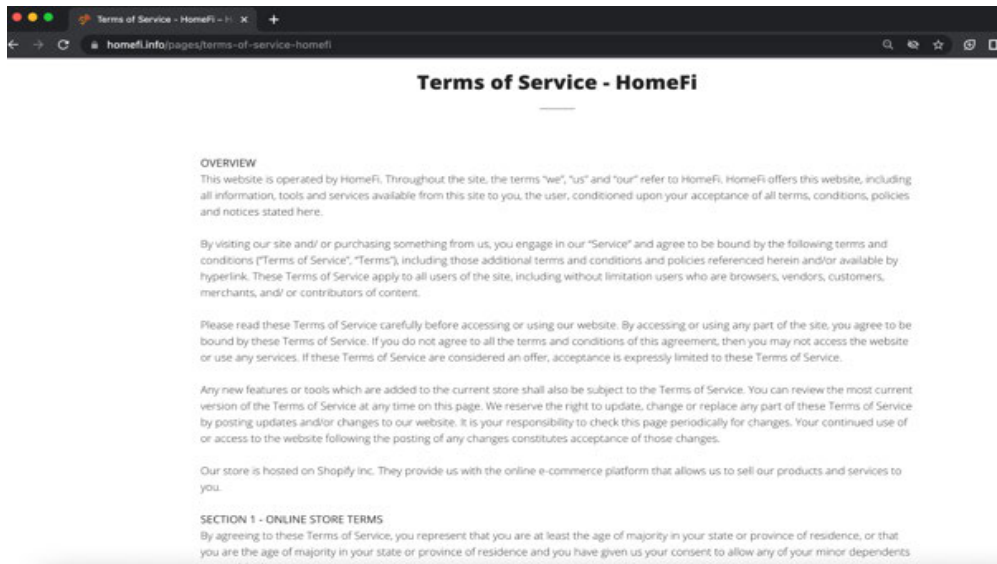 Terms of Service - HomeFi – H
homefi.info/pages/terms-of-service-homefi
Terms of Service - HomeFi
OVERVIEW
This website is operated by HomeFi. Throughout the site, the terms “we”, “us” and “our” refer to HomeFi. HomeFi offers this website, including
all information, tools and services available from this site to you, the user, conditioned upon your acceptance of all terms, conditions, policies
and notices stated here.
By visiting our site and/ or purchasing something from us, you engage in our “Service” and agree to be bound by the following terms and
conditions (“Terms of Service”, “Terms”), including those additional terms and conditions and policies referenced herein and/or available by
hyperlink. These Terms of Service apply to all users of the site, including without limitation users who are browsers, vendors, customers,
merchants, and/ or contributors of content.
Please read these Terms of Service carefully before accessing or using our website. By accessing or using any part of the site, you agree to be
bound by these Terms of Service. If you do not agree to all the terms and conditions of this agreement, then you may not access the website
or use any services. If these Terms of Service are considered an offer, acceptance is expressly limited to these Terms of Service.
Any new features or tools which are added to the current store shall also be subject to the Terms of Service. You can review the most current
version of the Terms of Service at any time on this page. We reserve the right to update, change or replace any part of these Terms of Service
by posting updates and/or changes to our website. It is your responsibility to check this page periodically for changes. Your continued use of
or access to the website following the posting of any changes constitutes acceptance of those changes.
Our store is hosted on Shopify Inc. They provide us with the online e-commerce platform that allows us to sell our products and services to
you.
SECTION 1 - ONLINE STORE TERMS
By agreeing to these Terms of Service, you represent that you are at least the age of majority in your state or province of residence, or that
you are the age of majority in your state or province of residence and you have given us your consent to allow any of your minor dependents